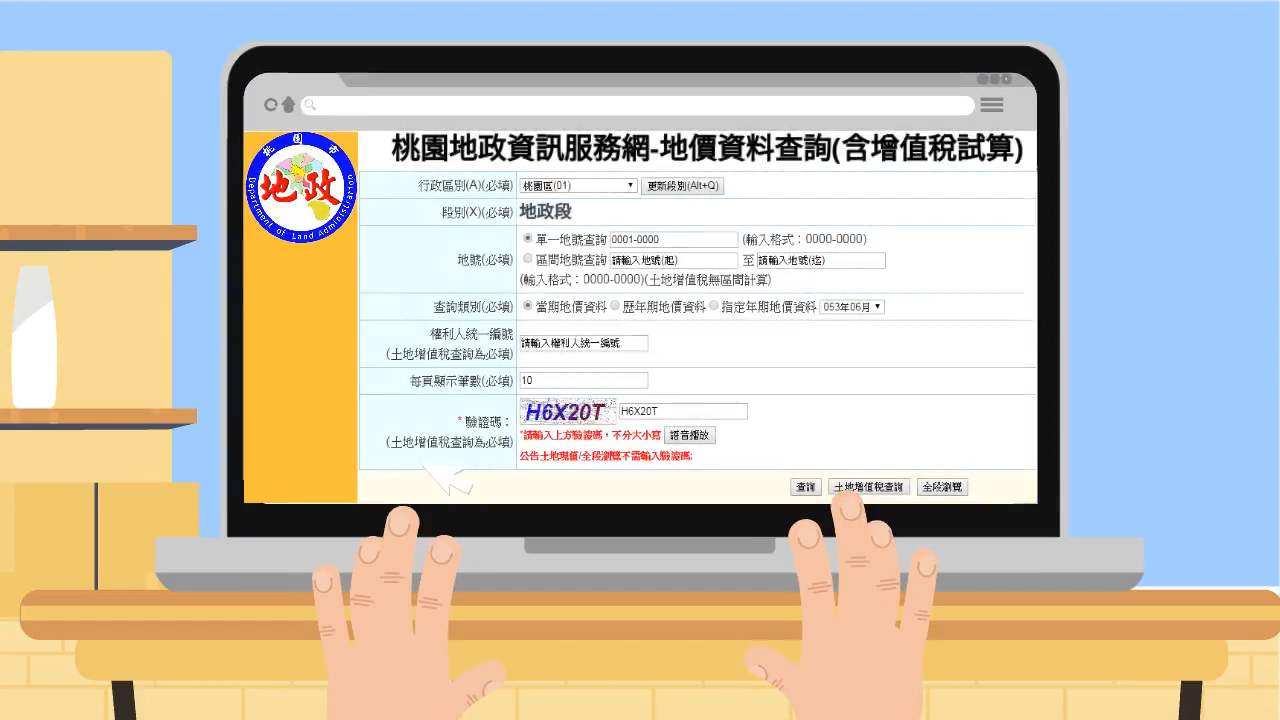 桃園地政資訊服務網-地價資料查詢(含增值稅試算)
桃園市
地政
Department of Land Administration
行政區別(A)(必填) 桃園區(01) 更新段別(Alt+Q)
段別(X)(必填) 地政段
地號(必填) 單一地號查詢 0001-0000 (輸入格式：0000-0000)
區間地號查詢 請輸入地號(起) 至 請輸入地號(迄)
(輸入格式：0000-0000)(土地增值稅無區間計算)
查詢類別(必填) 當期地價資料 歷年期地價資料 指定年期地價資料 053年06月
權利人統一編號
(土地增值稅查詢為必填) 請輸入權利人統一編號
每頁顯示筆數(必填) 10
*驗證碼：
(土地增值稅查詢為必填) H6X20T H6X20T
*請輸入上方驗證碼，不分大小寫 語音播放
公告土地現值/全段瀏覽不需輸入驗證碼;
查詢 土地增值稅查詢 全段瀏覽